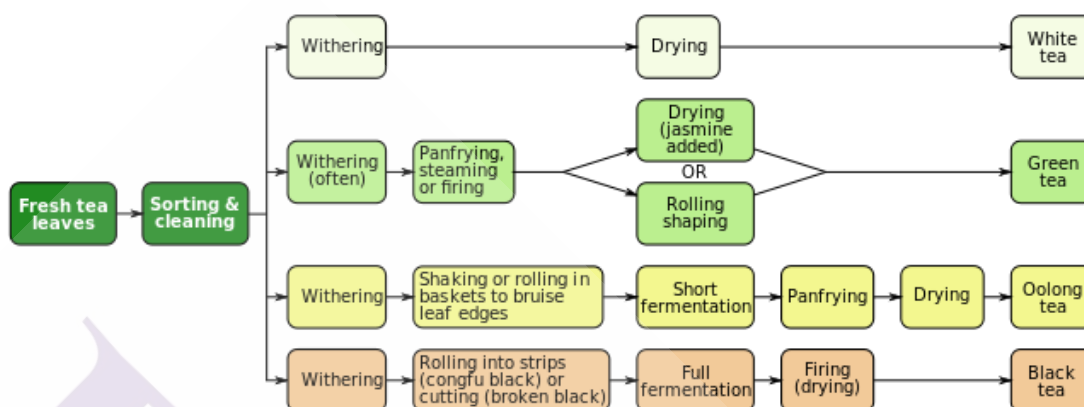 Fresh tea
leaves
Sorting &
cleaning
Withering
Drying
White
tea
Withering
(often)
Panfrying,
steaming
or firing
Drying
(jasmine
added)
OR
Rolling
shaping
Green
tea
Withering
Shaking or rolling in
baskets to bruise
leaf edges
Short
fermentation
Panfrying
Drying
Oolong
tea
Withering
Rolling into strips
(congfu black) or
cutting (broken black)
Full
fermentation
Firing
(drying)
Black
tea